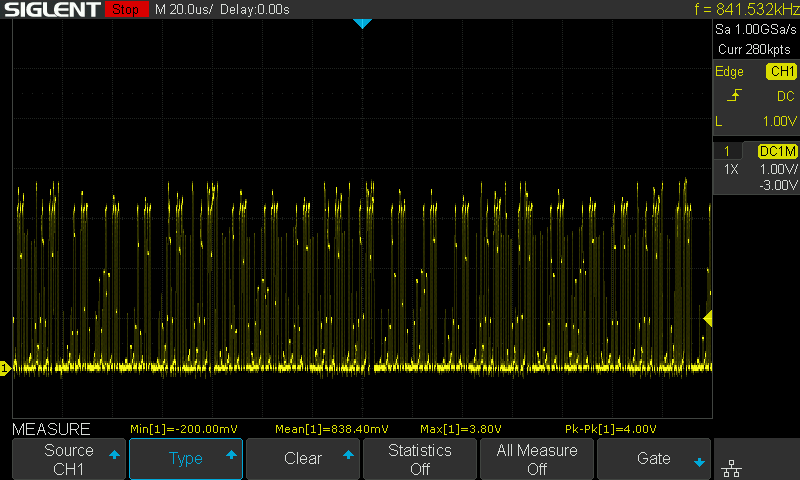 SIGLENT Stop M 20.0us/ Delay:0.00s f = 841.532kHz
Sa 1.00GSa/s
Curr 280kpts
Edge CH1
DC
L 1.00V
1 DC1M
1X 1.00V/
-3.00V
1
MEASURE Min[1]=-200.00mV Mean[1]=838.40mV Max[1]=3.80V Pk-Pk[1]=4.00V
Source Type Clear Statistics All Measure Gate
CH1 Off Off